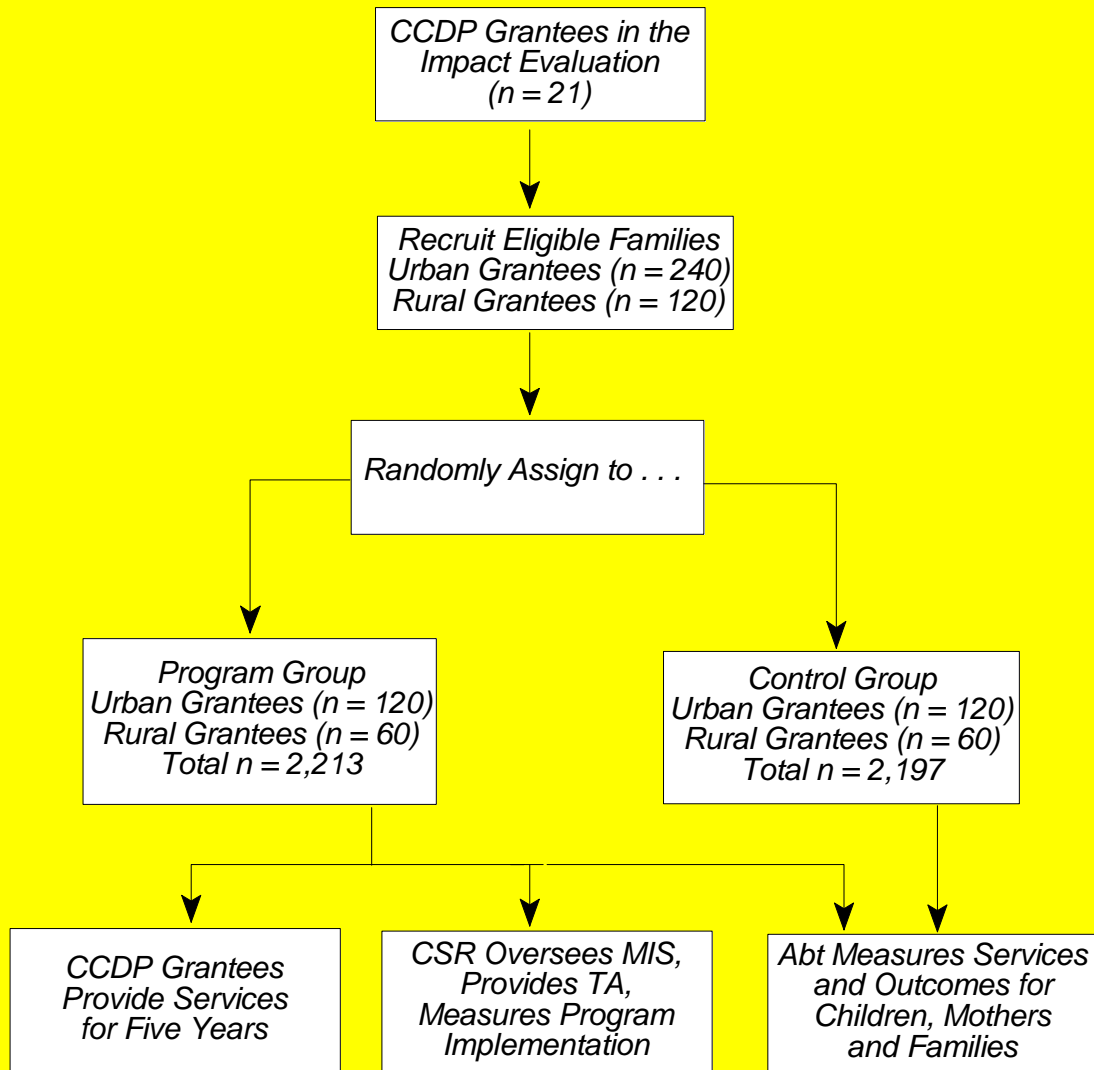 CCDP Grantees in the
Impact Evaluation
(n = 21)
Recruit Eligible Families
Urban Grantees (n = 240)
Rural Grantees (n = 120)
Randomly Assign to . . .
Program Group
Urban Grantees (n = 120)
Rural Grantees (n = 60)
Total n = 2,213
Control Group
Urban Grantees (n = 120)
Rural Grantees (n = 60)
Total n = 2,197
CCDP Grantees
Provide Services
for Five Years
CSR Oversees MIS,
Provides TA,
Measures Program
Implementation
Abt Measures Services
and Outcomes for
Children, Mothers
and Families